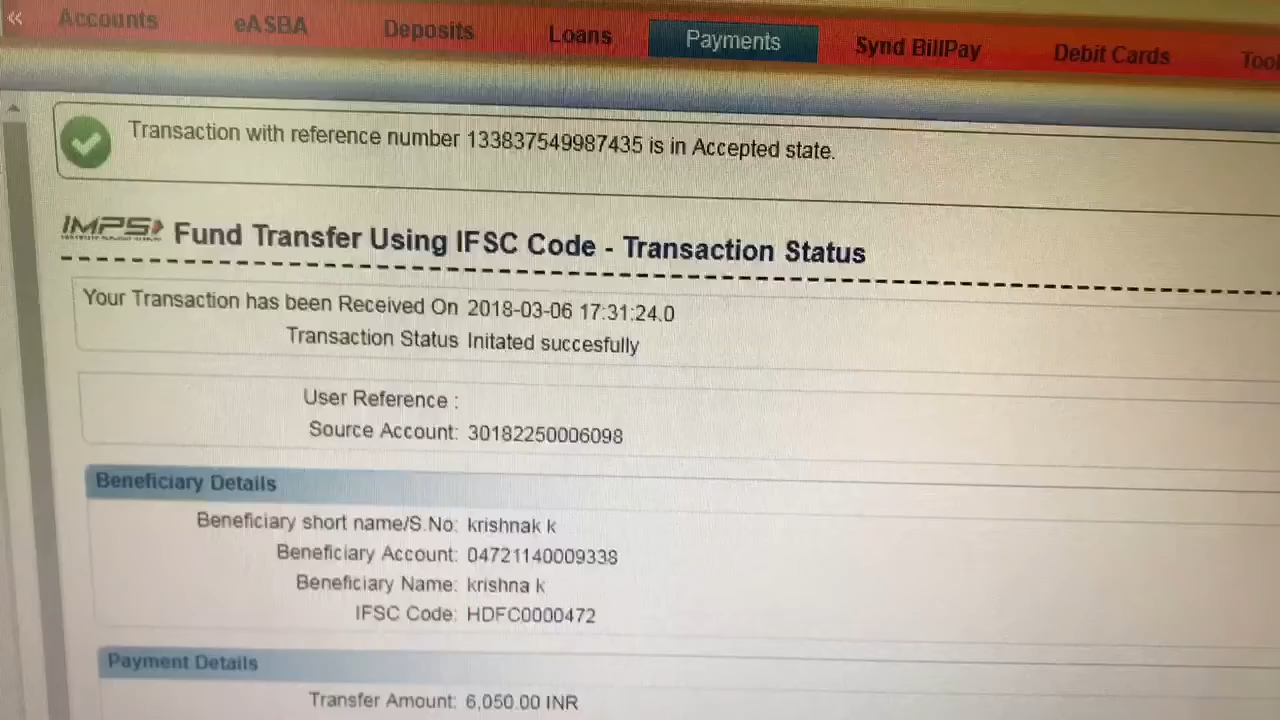 «
Accounts eASBA Deposits Loans Payments Synd BillPay Debit Cards
Transaction with reference number 133837549987435 is in Accepted state.
IMPS Fund Transfer Using IFSC Code - Transaction Status
Your Transaction has been Received On 2018-03-06 17:31:24.0
Transaction Status Initated succesfully
User Reference :
Source Account: 30182250006098
Beneficiary Details
Beneficiary short name/S.No: krishnak k
Beneficiary Account: 04721140009338
Beneficiary Name: krishna k
IFSC Code: HDFC0000472
Payment Details
Transfer Amount: 6,050.00 INR